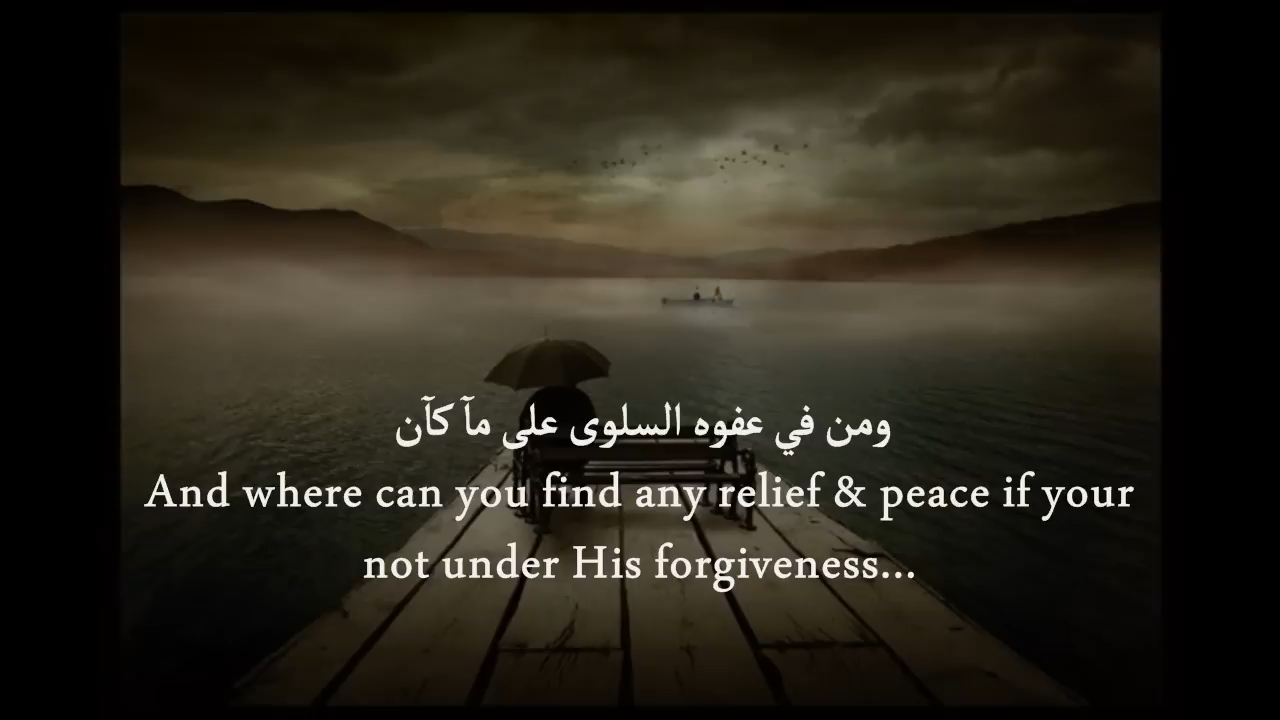 ومن في عفوه السلوى على مآ كآن
And where can you find any relief & peace if your
not under His forgiveness...